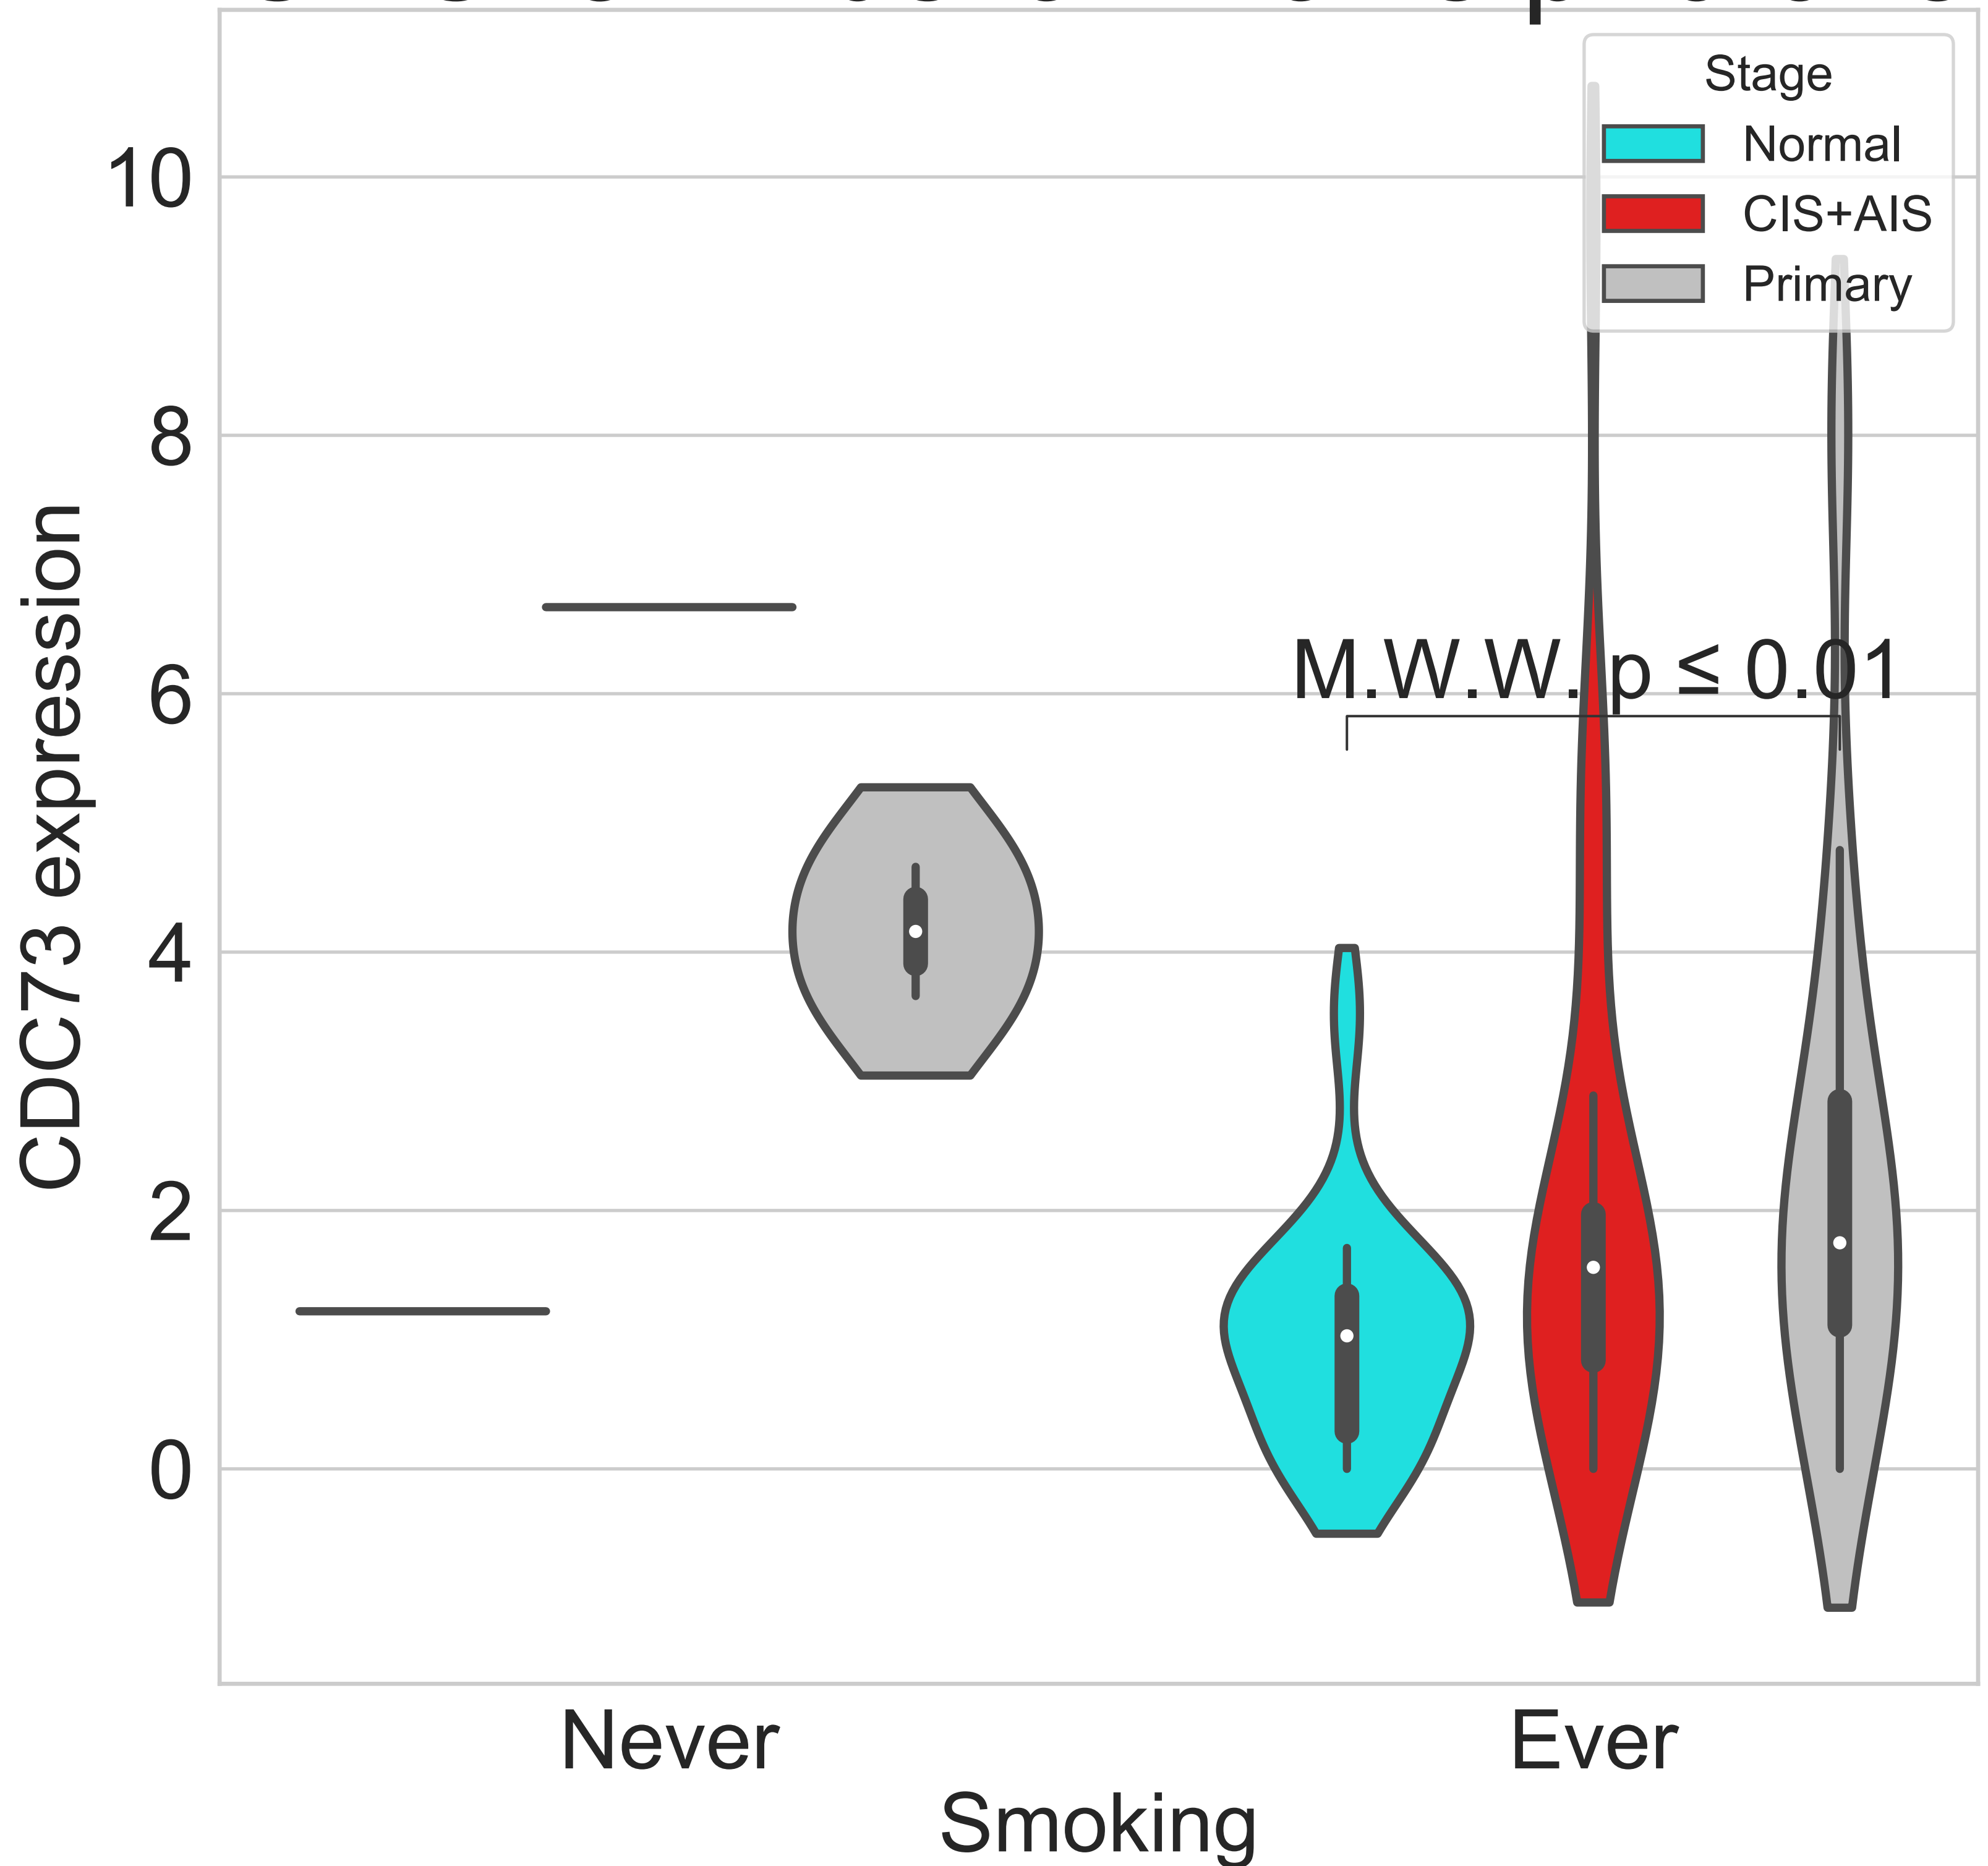 Stage
Normal
CIS+AIS
Primary
10
8
6
4
2
0
CDC73 expression
M.W.W. p ≤ 0.01
Never
Ever
Smoking